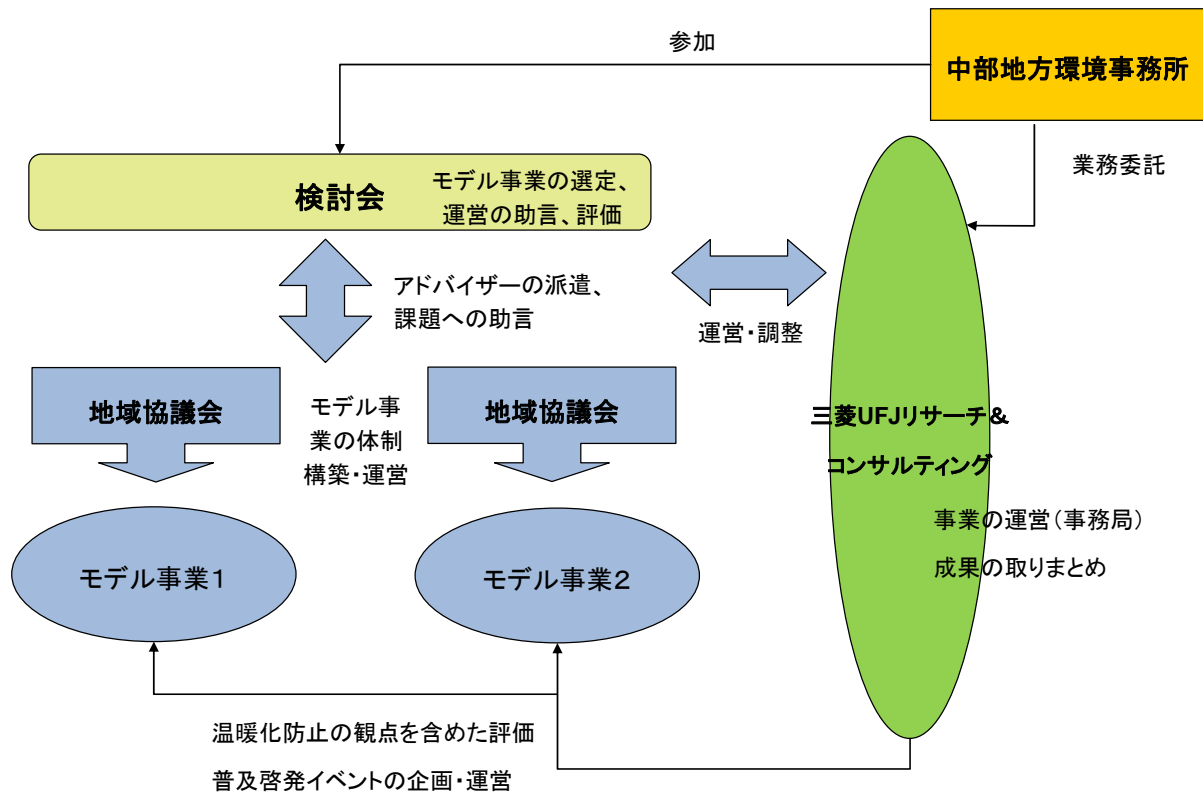 参加
中部地方環境事務所
業務委託
検討会
モデル事業の選定、
運営の助言、評価
アドバイザーの派遣、
課題への助言
運営・調整
地域協議会
モデル事
業の体制
構築・運営
地域協議会
三菱UFJリサーチ&
コンサルティング
事業の運営(事務局)
成果の取りまとめ
モデル事業1
モデル事業2
温暖化防止の観点を含めた評価
普及啓発イベントの企画・運営